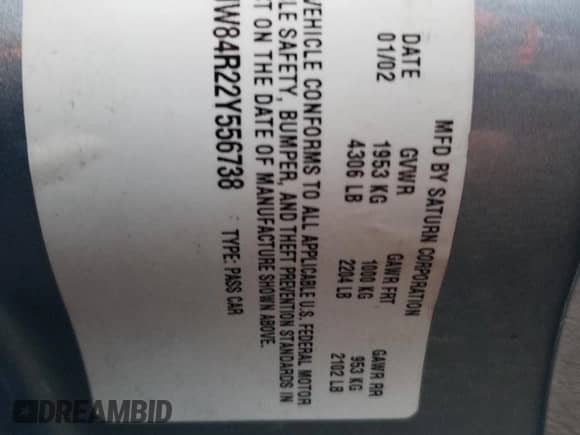 MFD BY SATURN CORPORATION
DATE GVWR GAWR FRT GAWR RR
01/02 1953 KG 1000 KG 953 KG
4306 LB 2204 LB 2102 LB
VEHICLE CONFORMS TO ALL APPLICABLE U.S. FEDERAL MOTOR
LE SAFETY, BUMPER, AND THEFT PREVENTION STANDARDS IN
ON THE DATE OF MANUFACTURE SHOWN ABOVE.
W84R22Y556738 TYPE: PASS CAR
DREAMBID